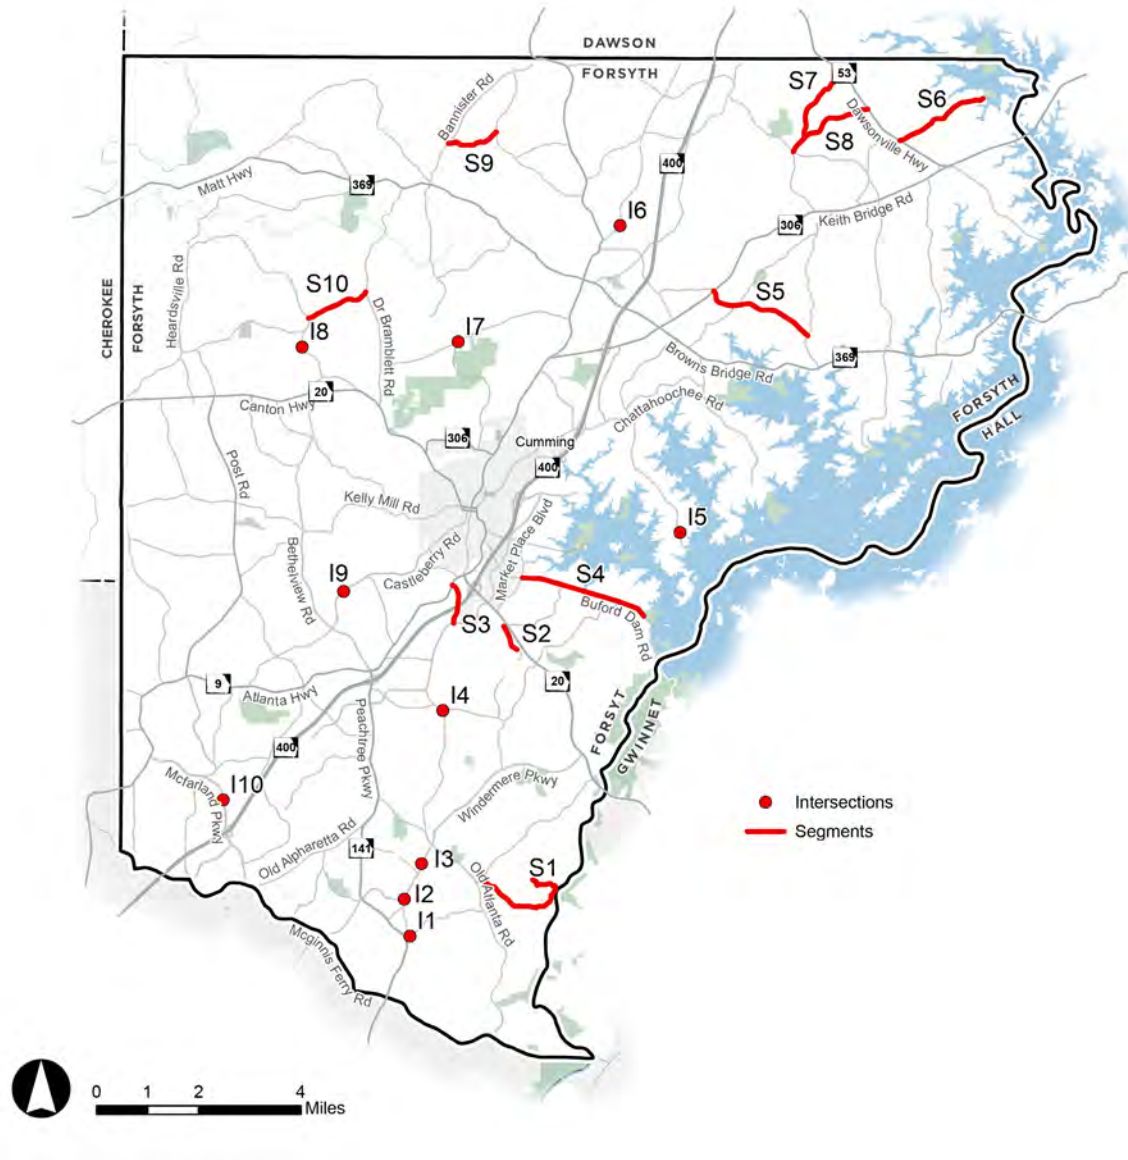 DAWSON
FORSYTH
53
S7
S6
Bannister Rd
Dawsonville Hwy
S8
S9
400
Matt Hwy
369
Keith Bridge Rd
306
I6
CHEROKEE
FORSYTH
Heardsville Rd
S10
S5
Dr Bramblett Rd
I8
I7
Browns Bridge Rd
369
20
Canton Hwy
Chattahoochee Rd
FORSYTH
HALL
306
Cumming
400
Post Rd
Kelly Mill Rd
Market Place Blvd
I5
Bethelview Rd
Castleberry Rd
I9
S4
Buford Dam Rd
S3
S2
9
Atlanta Hwy
20
I4
Peachtree Pkwy
FORSYT
GWINNET
400
Mcfarland Pkwy
I10
Windermere Pkwy
Intersections
Segments
Old Alpharetta Rd
141
I3
Old Atlanta Rd
S1
I2
I1
Mcginnis Ferry Rd
0 1 2 4
Miles